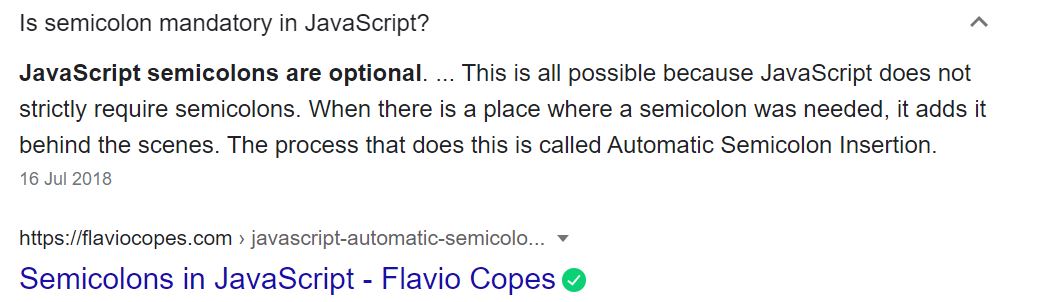 Is semicolon mandatory in JavaScript?
JavaScript semicolons are optional. ... This is all possible because JavaScript does not
strictly require semicolons. When there is a place where a semicolon was needed, it adds it
behind the scenes. The process that does this is called Automatic Semicolon Insertion.
16 Jul 2018
https://flaviocopes.com › javascript-automatic-semicolo...
Semicolons in JavaScript - Flavio Copes